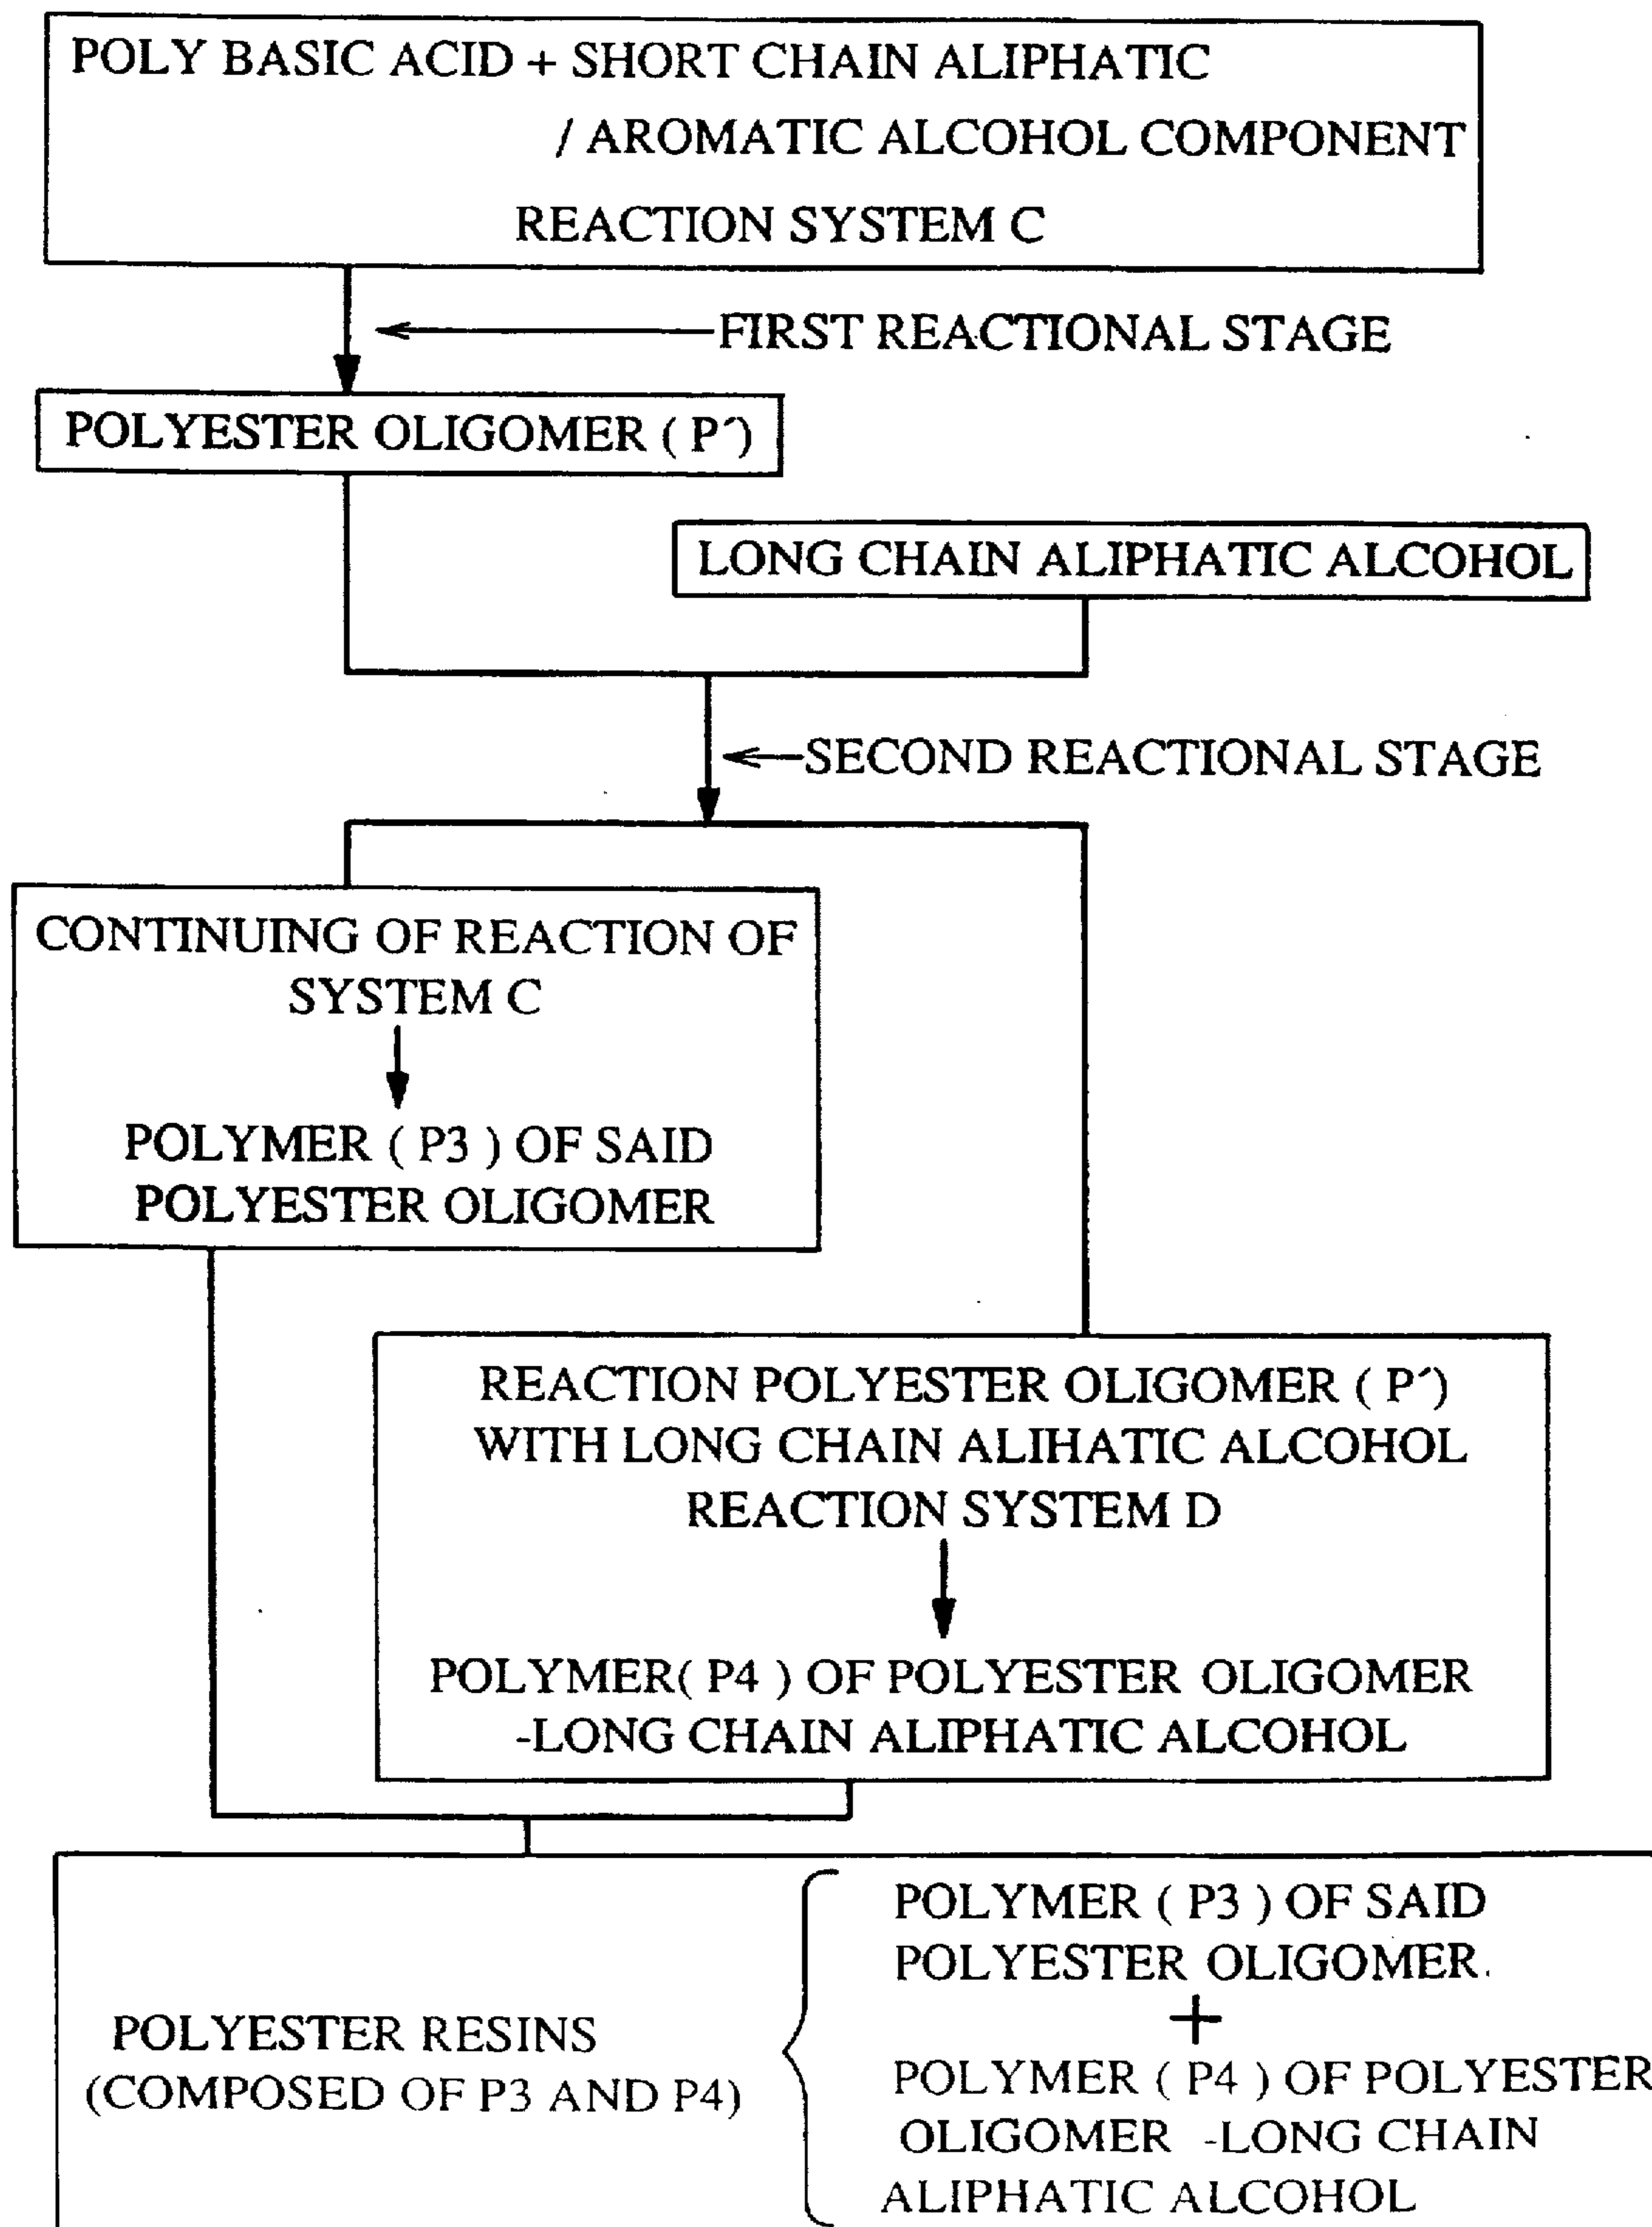 POLY BASIC ACID + SHORT CHAIN ALIPHATIC
/ AROMATIC ALCOHOL COMPONENT
REACTION SYSTEM C
FIRST REACTIONAL STAGE
POLYESTER OLIGOMER ( P´)
LONG CHAIN ALIPHATIC ALCOHOL
SECOND REACTIONAL STAGE
CONTINUING OF REACTION OF
SYSTEM C
POLYMER ( P3 ) OF SAID
POLYESTER OLIGOMER
REACTION POLYESTER OLIGOMER ( P´)
WITH LONG CHAIN ALIHATIC ALCOHOL
REACTION SYSTEM D
POLYMER( P4 ) OF POLYESTER OLIGOMER
-LONG CHAIN ALIPHATIC ALCOHOL
POLYESTER RESINS
(COMPOSED OF P3 AND P4)
POLYMER ( P3 ) OF SAID
POLYESTER OLIGOMER.
+
POLYMER ( P4 ) OF POLYESTER
OLIGOMER -LONG CHAIN
ALIPHATIC ALCOHOL